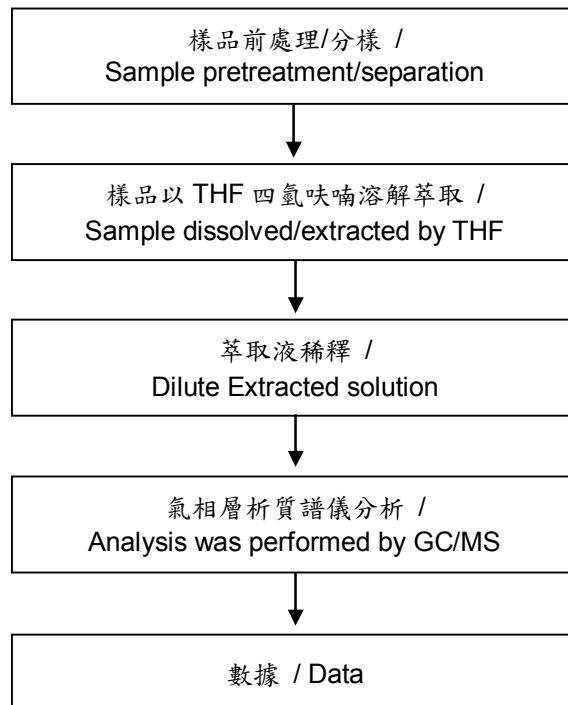 樣品前處理/分樣 /
Sample pretreatment/separation
樣品以 THF 四氫呋喃溶解萃取 /
Sample dissolved/extracted by THF
萃取液稀釋 /
Dilute Extracted solution
氣相層析質譜儀分析 /
Analysis was performed by GC/MS
數據 / Data